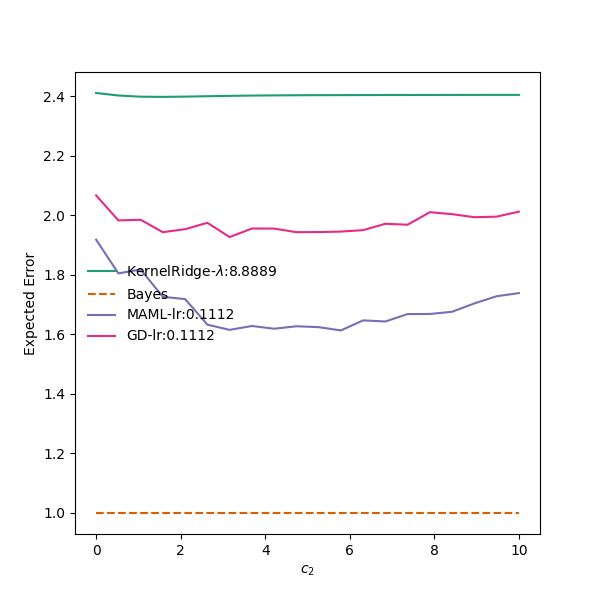 2.4
2.2
2.0
1.8
1.6
1.4
1.2
1.0
Expected Error
KernelRidge-λ:8.8889
Bayes
MAML-lr:0.1112
GD-lr:0.1112
0 2 4 6 8 10
c₂